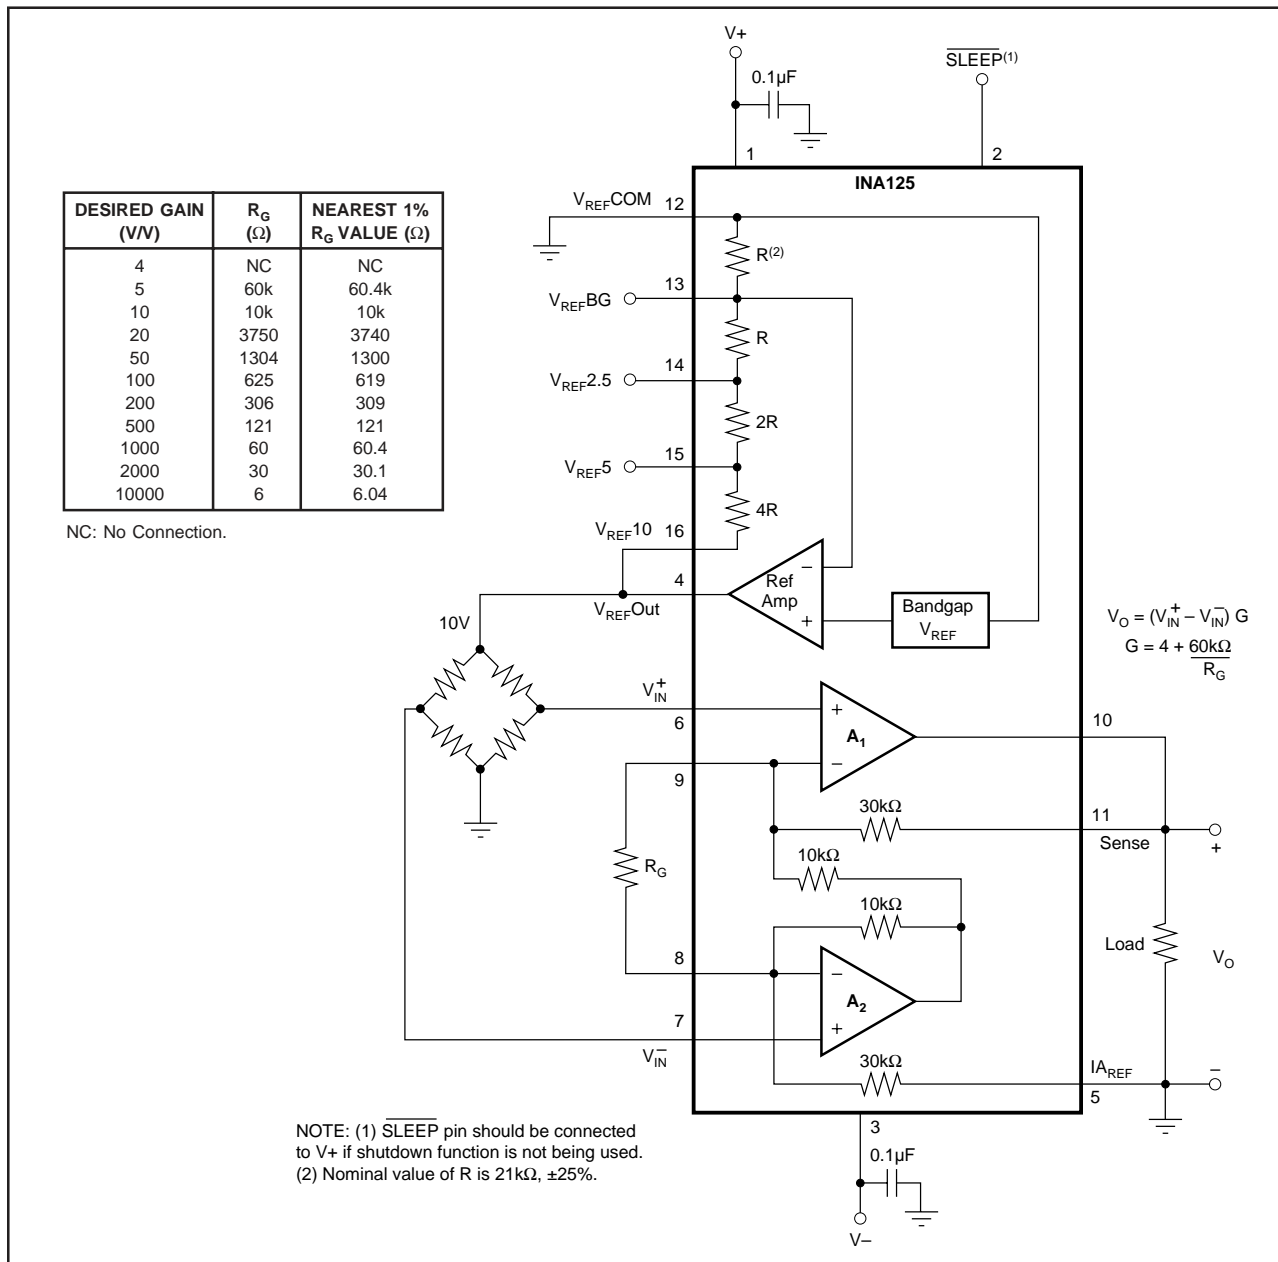 V+
SLEEP(1)
0.1µF
1
2
INA125
DESIRED GAIN (V/V) RG (Ω) NEAREST 1% RG VALUE (Ω)
4 NC NC
5 60k 60.4k
10 10k 10k
20 3750 3740
50 1304 1300
100 625 619
200 306 309
500 121 121
1000 60 60.4
2000 30 30.1
10000 6 6.04
NC: No Connection.
VREFCOM 12
R(2)
13
VREFBG
R
14
VREF2.5
2R
15
VREF5
4R
VREF10 16
4
VREFOut
10V
Ref Amp
−
+
Bandgap VREF
VO = (VIN+ − VIN−) G
G = 4 + 60kΩ
RG
VIN+
6
+
A1
−
10
9
30kΩ
11
Sense
+
10kΩ
RG
10kΩ
Load
VO
8
−
A2
+
7
VIN−
30kΩ
IAREF
−
5
3
0.1µF
V−
NOTE: (1) SLEEP pin should be connected
to V+ if shutdown function is not being used.
(2) Nominal value of R is 21kΩ, ±25%.